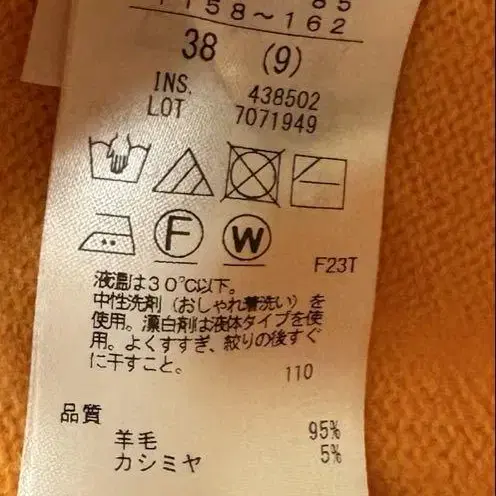 85
158～162
38 (9)
INS. 438502
LOT 7071949
F W
F23T
液温は30℃以下。
中性洗剤（おしゃれ着洗い）を
使用。漂白剤は液体タイプを使
用。よくすすぎ、絞りの後すぐ
に干すこと。
110
品質
羊毛 95%
カシミヤ 5%